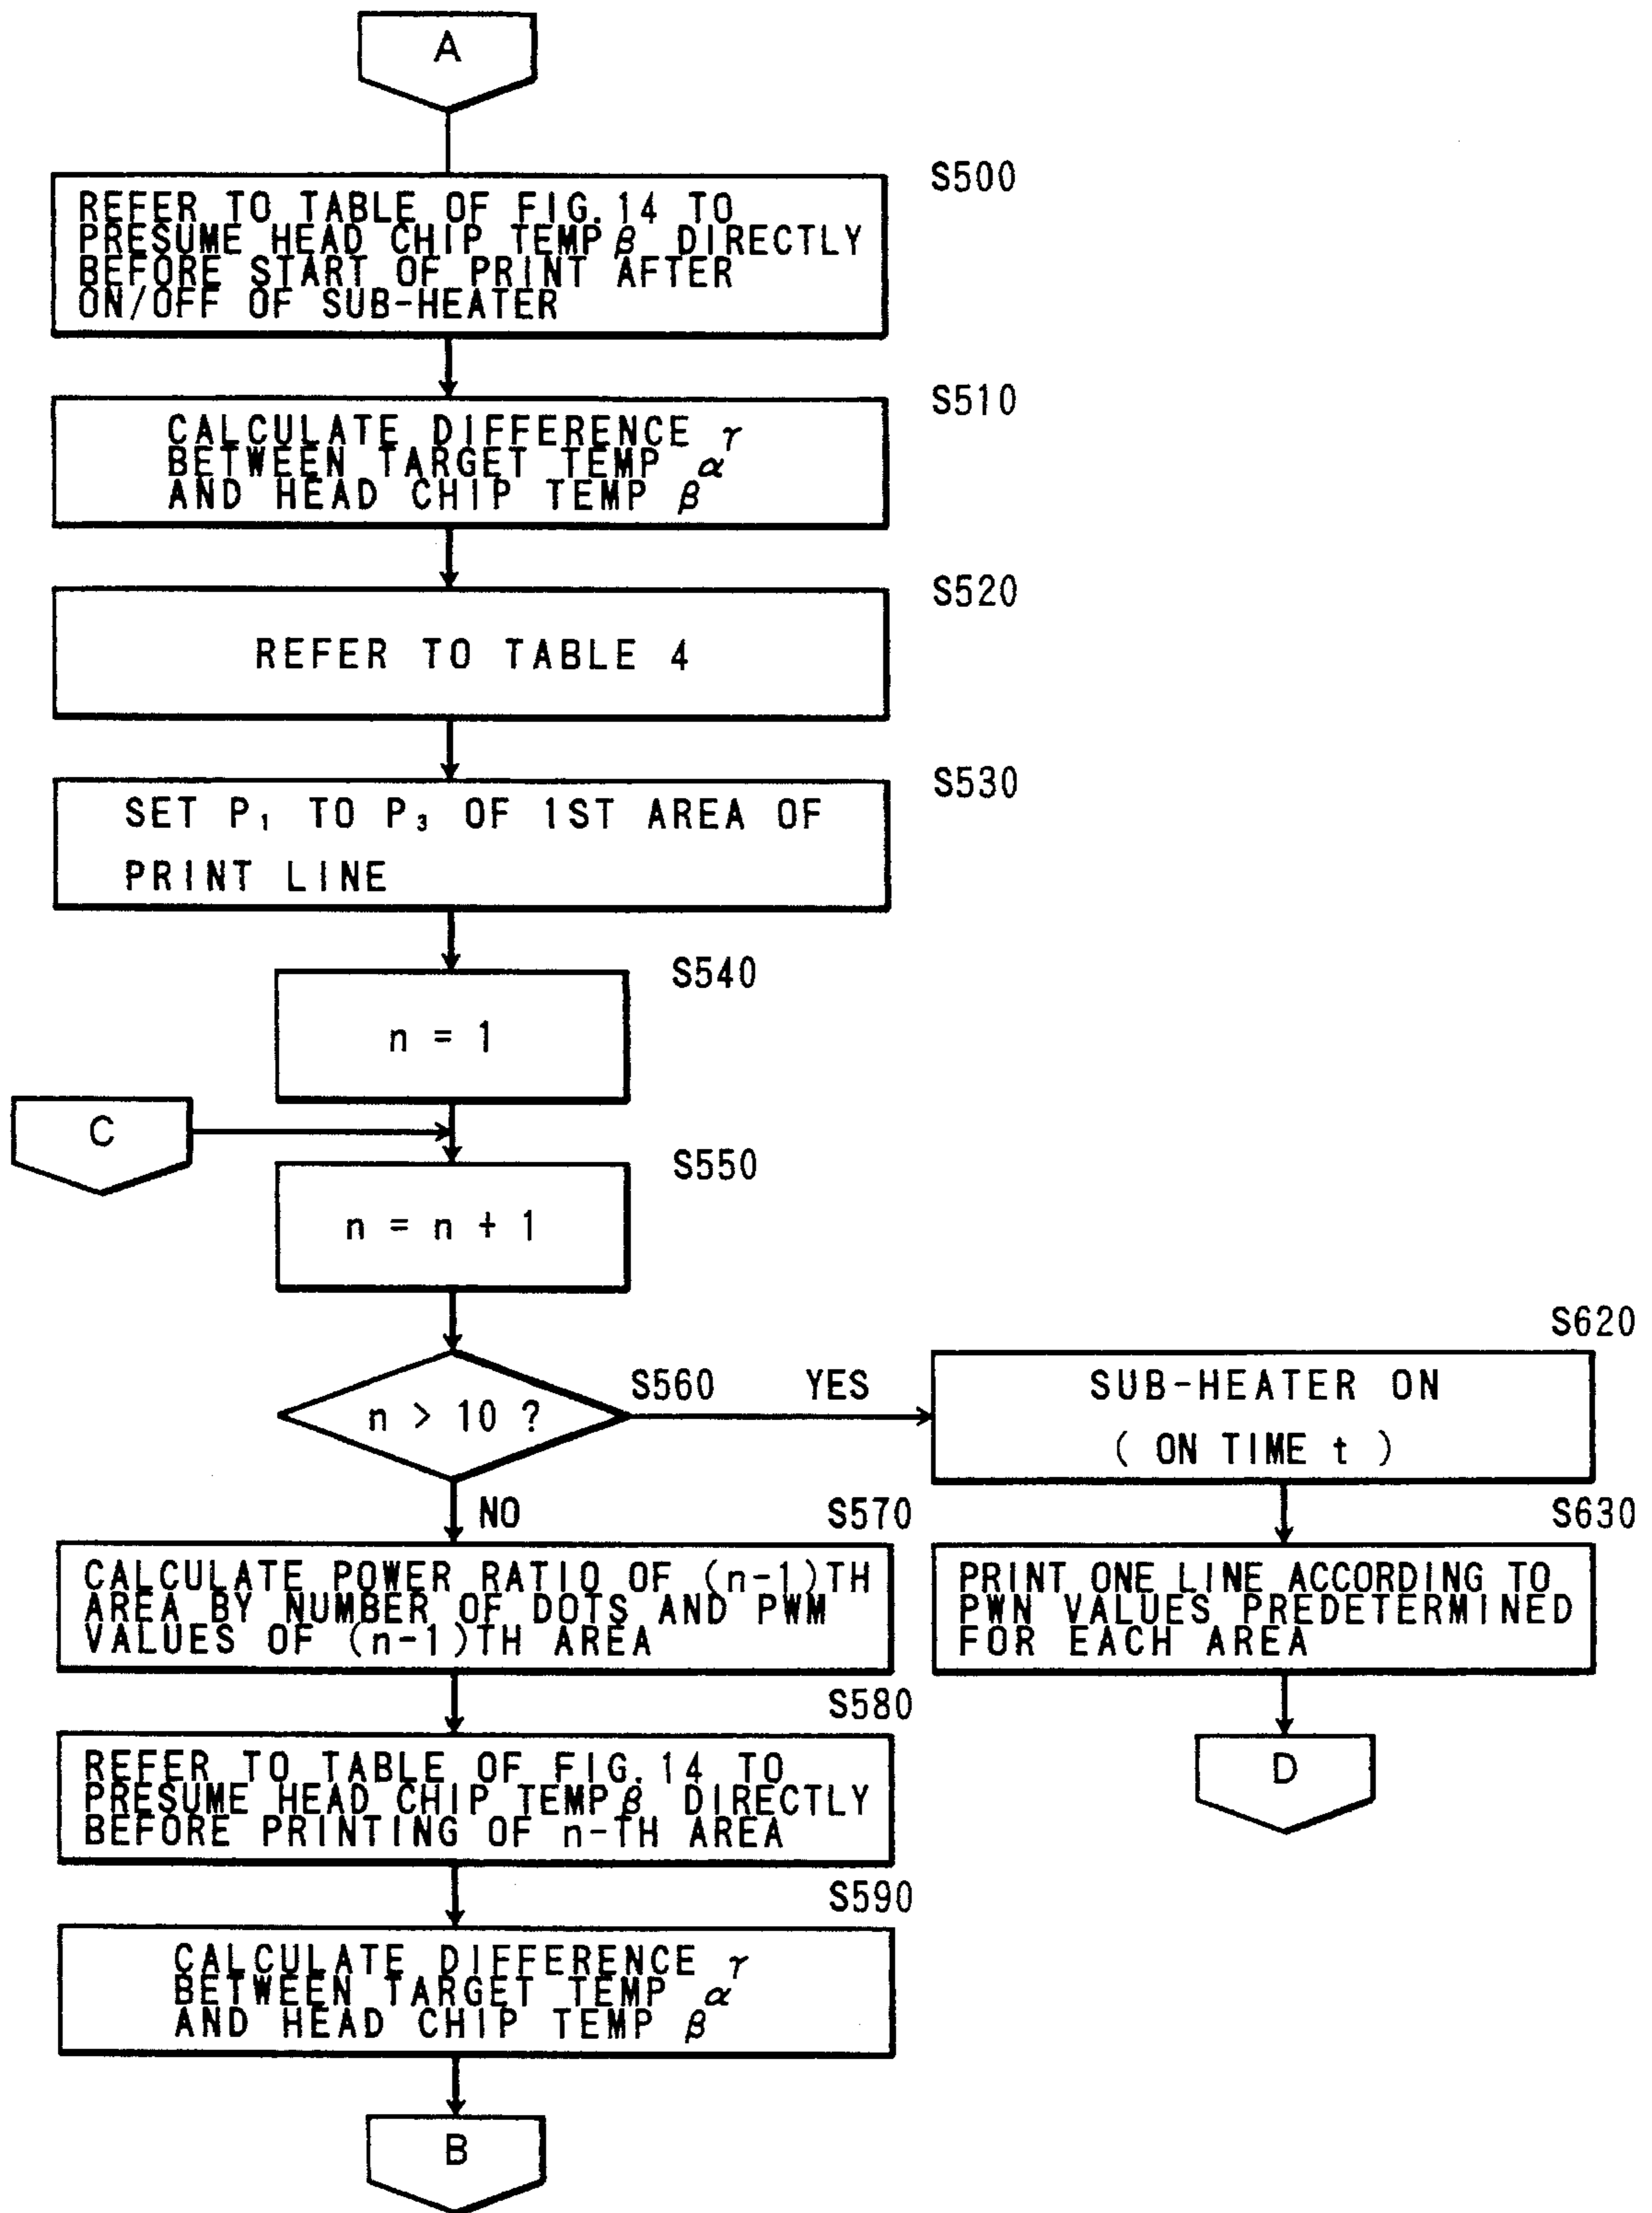 A
S500
REFER TO TABLE OF FIG. 14 TO
PRESUME HEAD CHIP TEMP β DIRECTLY
BEFORE START OF PRINT AFTER
ON/OFF OF SUB-HEATER
S510
CALCULATE DIFFERENCE γ
BETWEEN TARGET TEMP α
AND HEAD CHIP TEMP β
S520
REFER TO TABLE 4
S530
SET P₁ TO P₃ OF 1ST AREA OF
PRINT LINE
S540
n = 1
C
S550
n = n + 1
S560
n > 10 ?
YES
NO
S620
SUB-HEATER ON
( ON TIME t )
S570
CALCULATE POWER RATIO OF (n-1)TH
AREA BY NUMBER OF DOTS AND PWM
VALUES OF (n-1)TH AREA
S630
PRINT ONE LINE ACCORDING TO
PWN VALUES PREDETERMINED
FOR EACH AREA
D
S580
REFER TO TABLE OF FIG. 14 TO
PRESUME HEAD CHIP TEMP β DIRECTLY
BEFORE PRINTING OF n-TH AREA
S590
CALCULATE DIFFERENCE γ
BETWEEN TARGET TEMP α
AND HEAD CHIP TEMP β
B